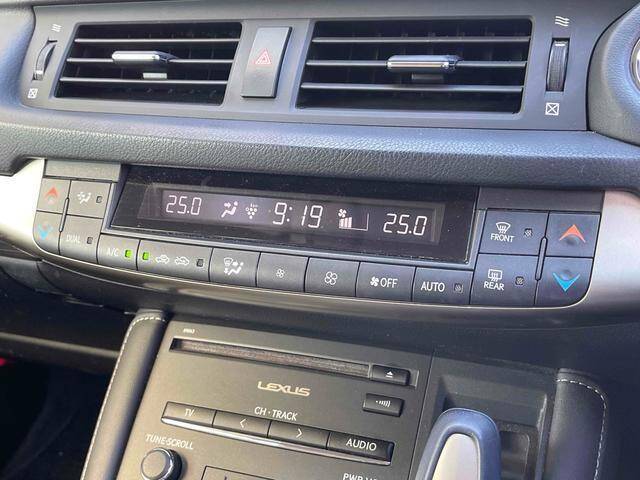 25.0 9:19 25.0
FRONT
DUAL A/C OFF AUTO REAR
LEXUS
TV CH・TRACK AUDIO
TUNE・SCROLL